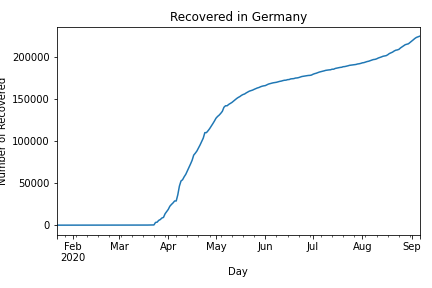 Recovered in Germany
Number of Recovered
200000
150000
100000
50000
0
Feb Mar Apr May Jun Jul Aug Sep
2020
Day